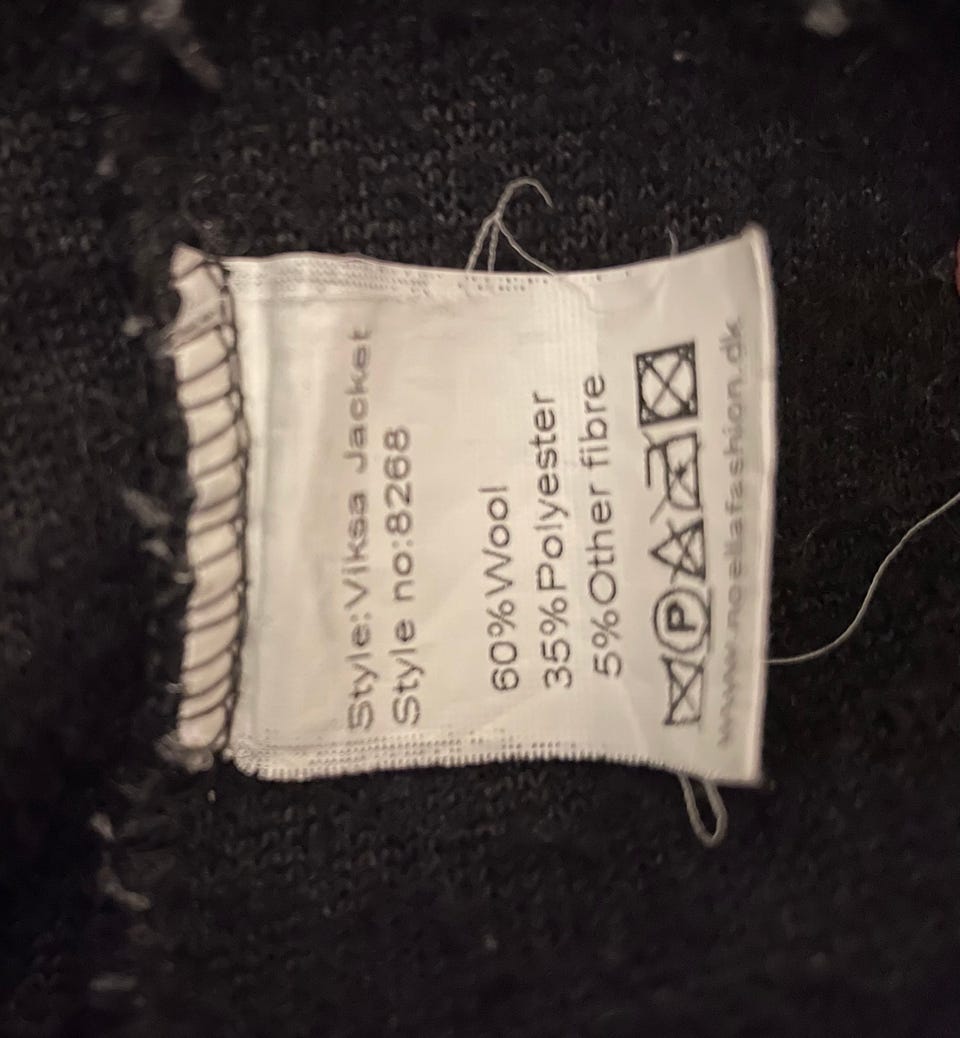 Style:Viksa Jacket
Style no:8268
60%Wool
35%Polyester
5%Other fibre
P
www.noellafashion.dk